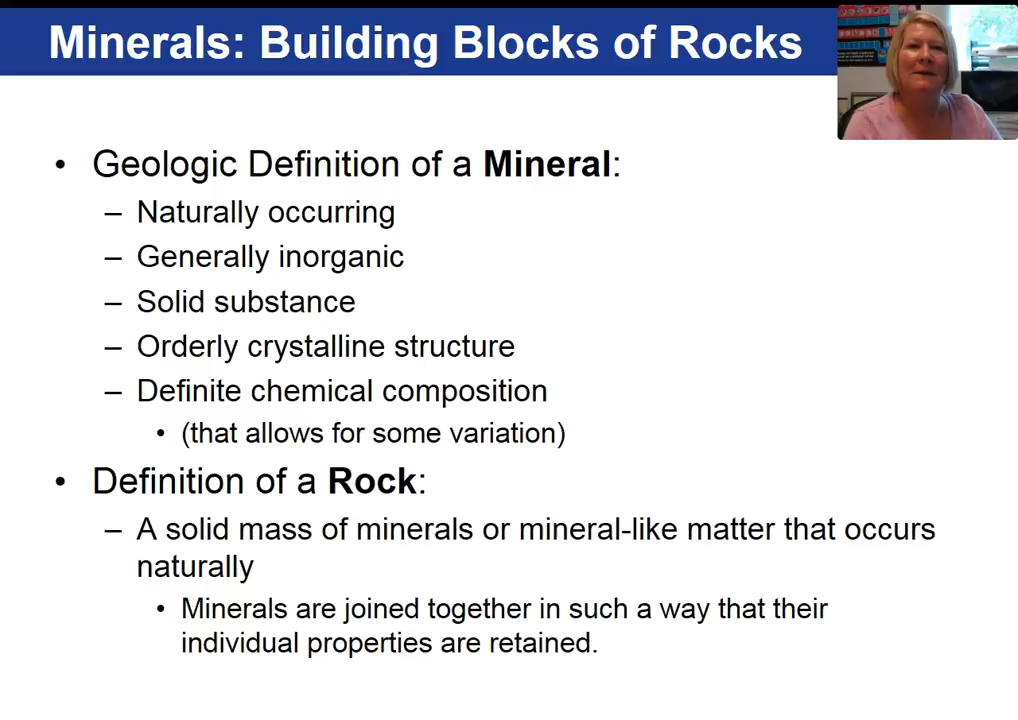 Minerals: Building Blocks of Rocks
• Geologic Definition of a Mineral:
– Naturally occurring
– Generally inorganic
– Solid substance
– Orderly crystalline structure
– Definite chemical composition
• (that allows for some variation)
• Definition of a Rock:
– A solid mass of minerals or mineral-like matter that occurs
naturally
• Minerals are joined together in such a way that their
individual properties are retained.